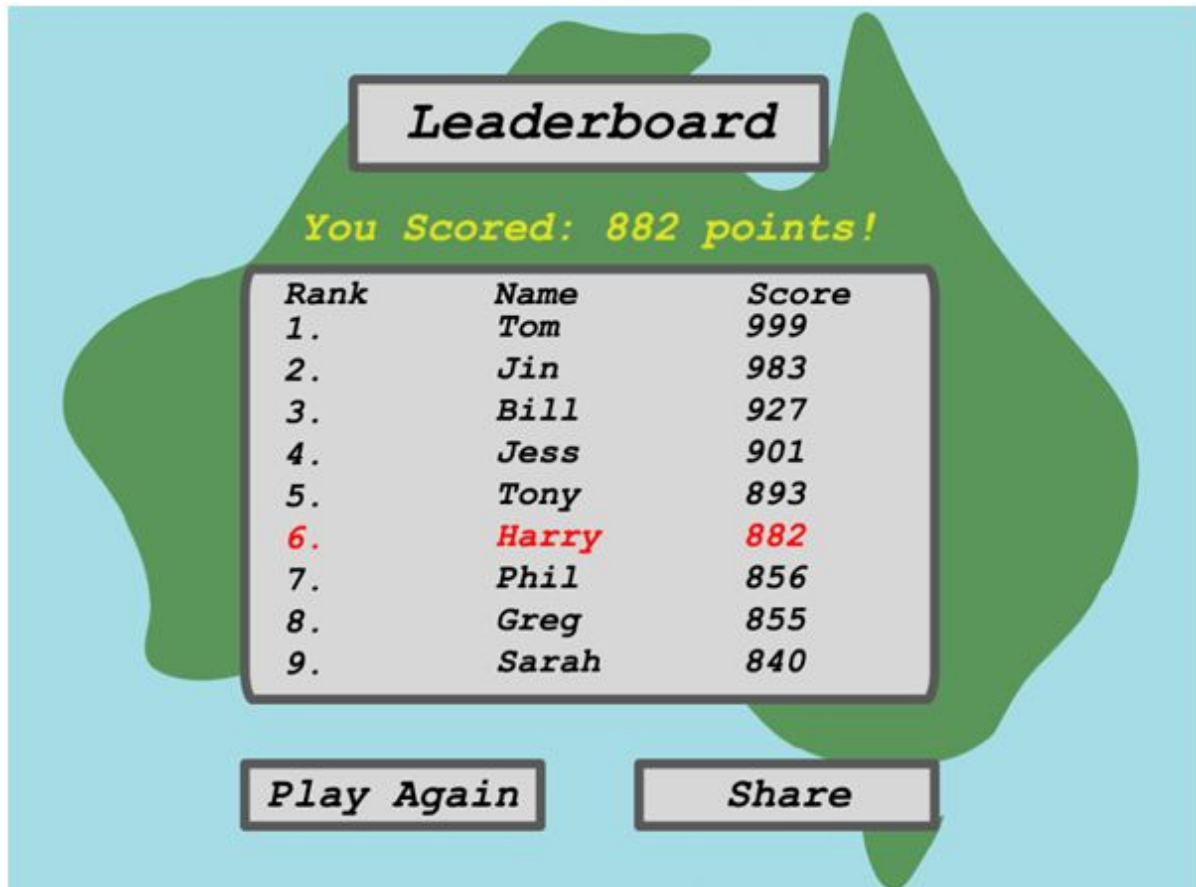 Leaderboard
You Scored: 882 points!
Rank Name Score
1. Tom 999
2. Jin 983
3. Bill 927
4. Jess 901
5. Tony 893
6. Harry 882
7. Phil 856
8. Greg 855
9. Sarah 840
Play Again Share